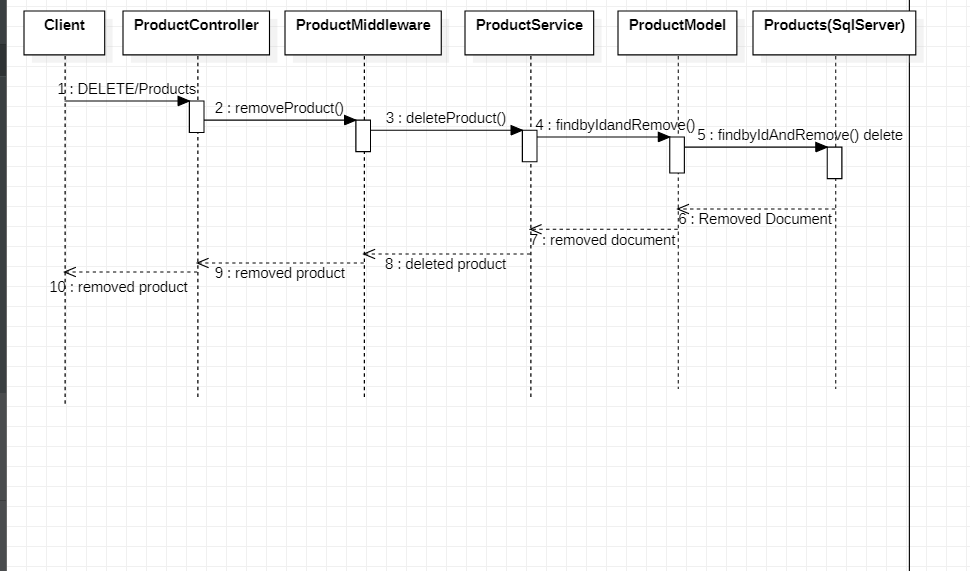 Client
ProductController
ProductMiddleware
ProductService
ProductModel
Products(SqlServer)
1 : DELETE/Products
2 : removeProduct()
3 : deleteProduct()
4 : findbyIdandRemove()
5 : findbyIdAndRemove() delete
6 : Removed Document
7 : removed document
8 : deleted product
9 : removed product
10 : removed product